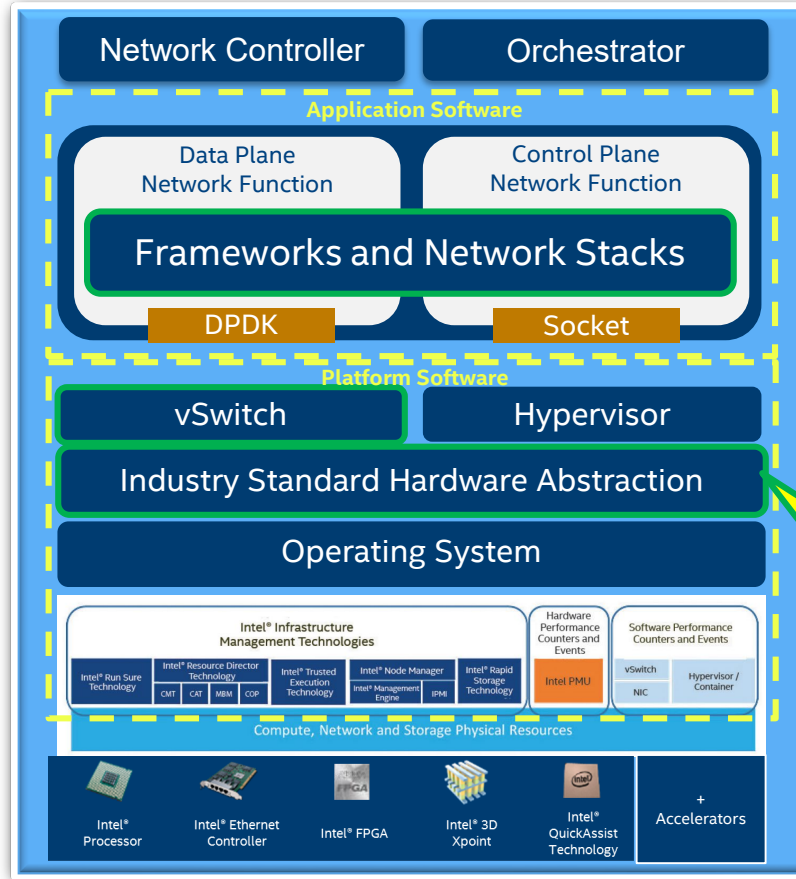 Network Controller
Orchestrator
Application Software
Data Plane
Network Function
Control Plane
Network Function
Frameworks and Network Stacks
DPDK
Socket
Platform Software
vSwitch
Hypervisor
Industry Standard Hardware Abstraction
Operating System
Intel® Infrastructure
Management Technologies
Intel® Run Sure
Technology
Intel® Resource Director
Technology
CMT
CAT
MBM
COP
Intel® Trusted
Execution
Technology
Intel® Node Manager
Intel® Management
Engine
IPMI
Intel® Rapid
Storage
Technology
Hardware
Performance
Counters and
Events
Intel PMU
Software Performance
Counters and Events
vSwitch
NIC
Hypervisor /
Container
Compute, Network and Storage Physical Resources
Intel®
Processor
Intel® Ethernet
Controller
FPGA
Intel® FPGA
Intel® 3D
Xpoint
intel
Intel®
QuickAssist
Technology
+
Accelerators